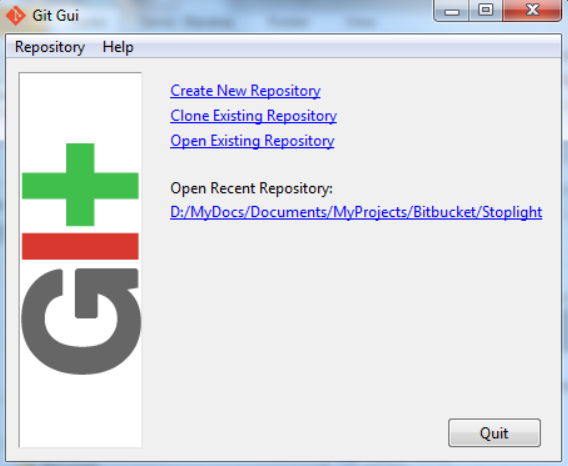 Git Gui
Repository Help
Create New Repository
Clone Existing Repository
Open Existing Repository
Open Recent Repository:
D:/MyDocs/Documents/MyProjects/Bitbucket/Stoplight
GIt
Quit